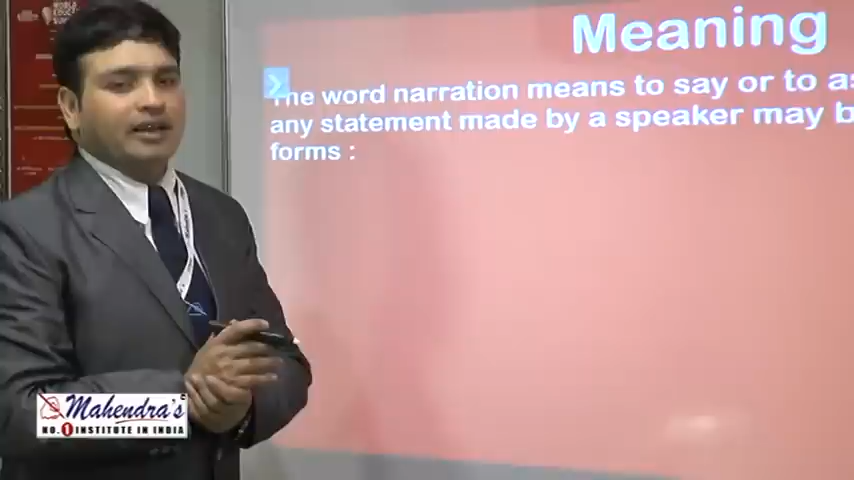 WORLD
Meaning
The word narration means to say or to
any statement made by a speaker may
forms :
Mahendra's
NO. 1 INSTITUTE IN INDIA